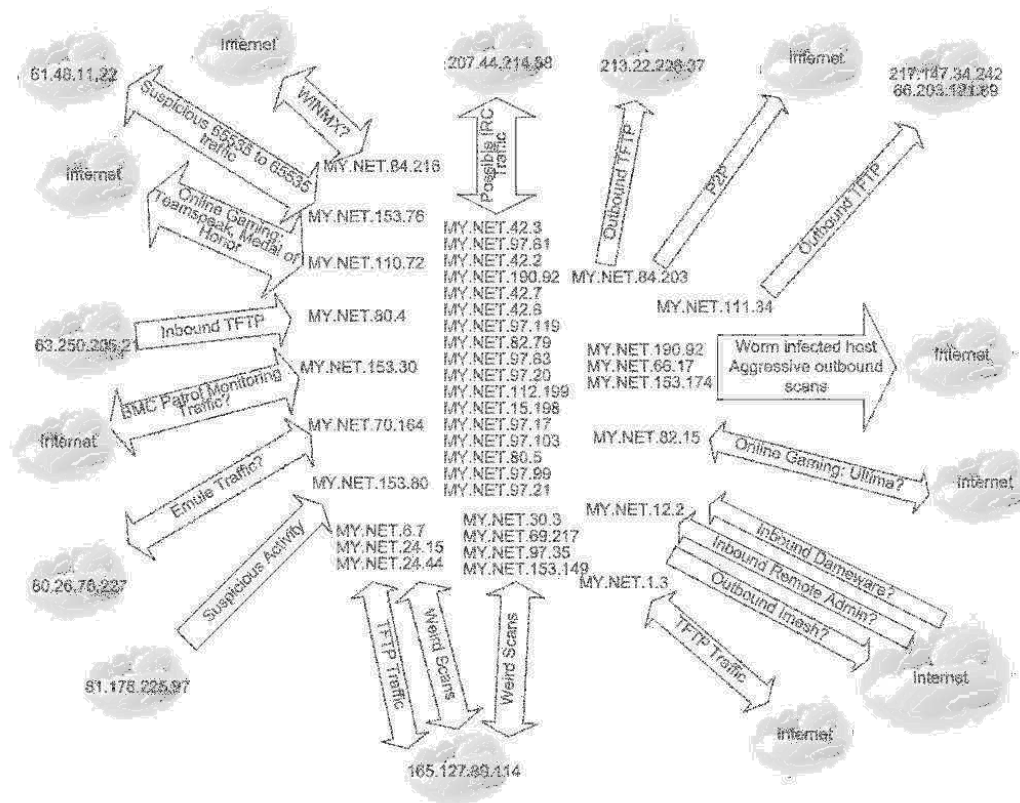 Internet
207.44.214.58
213.22.226.37
Internet
217.147.34.242
66.203.121.69
61.48.11.22
WINMX?
Suspicious 65535 to 65535
traffic
MY.NET.84.216
Internet
Possible IRC
Traffic
Outbound TFTP
P2P
Outbound TFTP
Online Gaming:
Teamspeak, Medal of
Honor
MY.NET.153.76
MY.NET.110.72
MY.NET.42.3
MY.NET.97.61
MY.NET.42.2
MY.NET.190.92
MY.NET.42.7
MY.NET.42.6
MY.NET.97.119
MY.NET.82.79
MY.NET.97.63
MY.NET.97.20
MY.NET.112.199
MY.NET.15.198
MY.NET.97.17
MY.NET.97.103
MY.NET.80.5
MY.NET.97.99
MY.NET.97.21
MY.NET.84.203
MY.NET.111.34
Inbound TFTP
MY.NET.80.4
MY.NET.153.30
BMC Patrol Monitoring
Traffic?
Internet
MY.NET.70.164
Emule Traffic?
MY.NET.153.80
80.26.78.227
Suspicious Activity
81.178.225.97
MY.NET.190.92
MY.NET.66.17
MY.NET.153.174
Worm infected host
Aggressive outbound
scans
Internet
MY.NET.82.15
Online Gaming: Ultima?
Internet
MY.NET.6.7
MY.NET.24.15
MY.NET.24.44
MY.NET.30.3
MY.NET.69.217
MY.NET.97.35
MY.NET.153.149
MY.NET.12.2
MY.NET.1.3
Inbound Dameware?
Inbound Remote Admin?
Outbound Imesh?
TFTP Traffic
Internet
Internet
TFTP Traffic
Weird Scans
Weird Scans
165.127.89.114